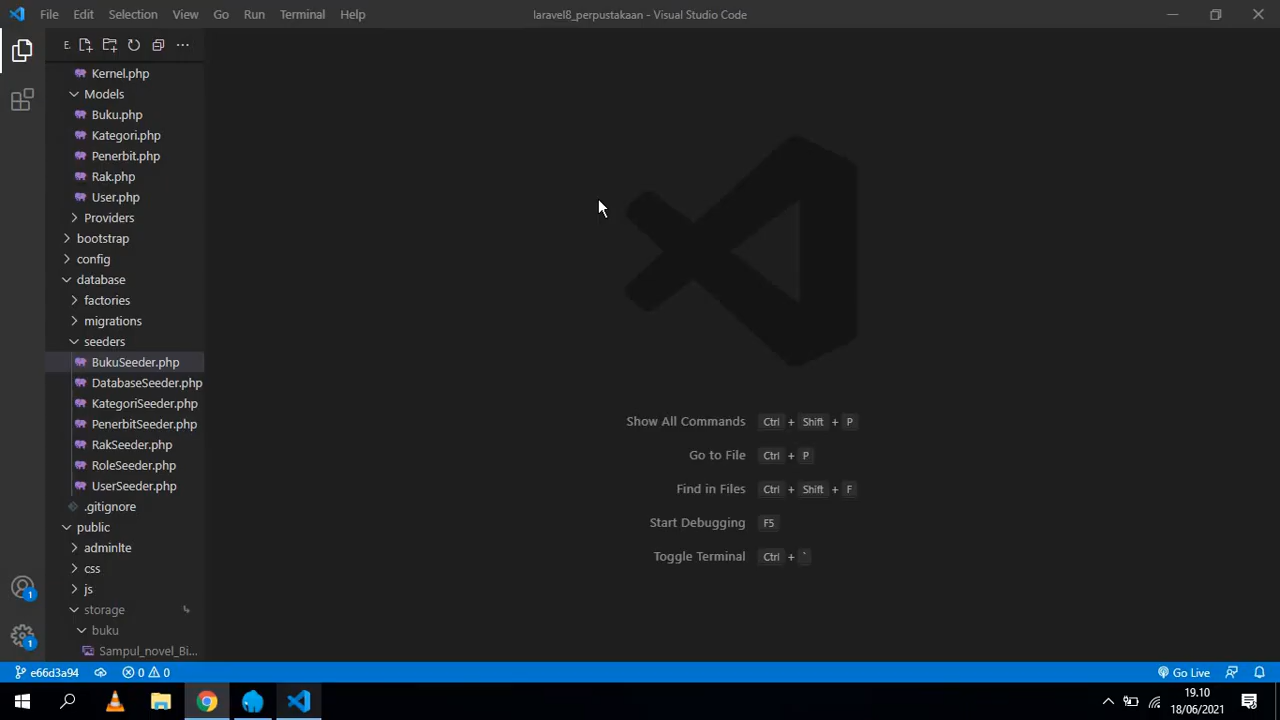 File Edit Selection View Go Run Terminal Help laravel8_perpustakaan - Visual Studio Code
E.
Kernel.php
Models
Buku.php
Kategori.php
Penerbit.php
Rak.php
User.php
Providers
bootstrap
config
database
factories
migrations
seeders
BukuSeeder.php
DatabaseSeeder.php
KategoriSeeder.php
PenerbitSeeder.php
RakSeeder.php
RoleSeeder.php
UserSeeder.php
.gitignore
public
adminlte
css
js
storage
buku
Sampul_novel_Bi...
Show All Commands Ctrl + Shift + P
Go to File Ctrl + P
Find in Files Ctrl + Shift + F
Start Debugging F5
Toggle Terminal Ctrl + `
1
1
e66d3a94 0 0 Go Live
19.10
18/06/2021